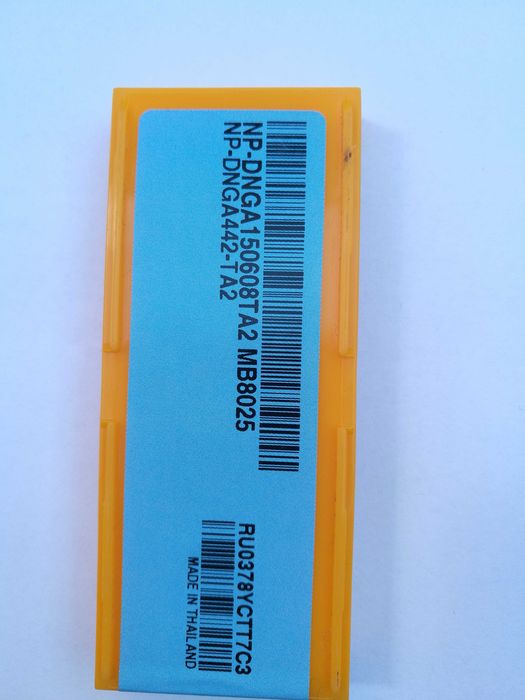 NP-DNGA150608TA2 MB8025
NP-DNGA442-TA2
RU0378YCTT7C3
MADE IN THAILAND